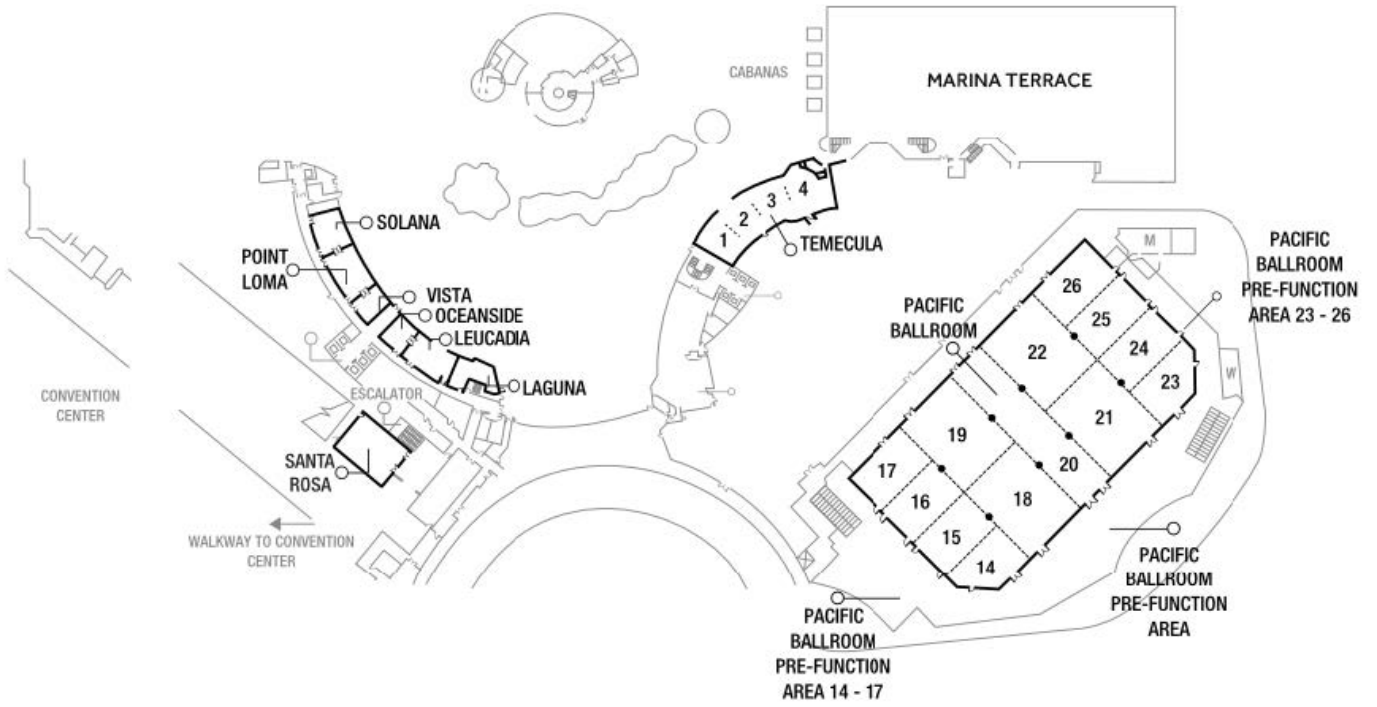 CABANAS
MARINA TERRACE
SOLANA
POINT
LOMA
VISTA
OCEANSIDE
LEUCADIA
LAGUNA
ESCALATOR
CONVENTION
CENTER
SANTA
ROSA
WALKWAY TO CONVENTION
CENTER
1
2
3
4
TEMECULA
PACIFIC
BALLROOM
M
W
PACIFIC
BALLROOM
PRE-FUNCTION
AREA 23 - 26
26
25
24
23
22
21
20
19
18
17
16
15
14
PACIFIC
BALLROOM
PRE-FUNCTION
AREA
PACIFIC
BALLROOM
PRE-FUNCTION
AREA 14 - 17